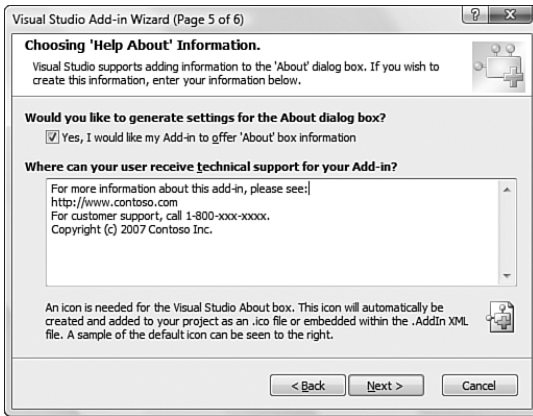 Visual Studio Add-in Wizard (Page 5 of 6)
Choosing 'Help About' Information.
Visual Studio supports adding information to the 'About' dialog box. If you wish to
create this information, enter your information below.
Would you like to generate settings for the About dialog box?
Yes, I would like my Add-in to offer 'About' box information
Where can your user receive technical support for your Add-in?
For more information about this add-in, please see:
http://www.contoso.com
For customer support, call 1-800-xxx-xxxx.
Copyright (c) 2007 Contoso Inc.
An icon is needed for the Visual Studio About box. This icon will automatically be
created and added to your project as an .ico file or embedded within the .AddIn XML
file. A sample of the default icon can be seen to the right.
< Back Next > Cancel